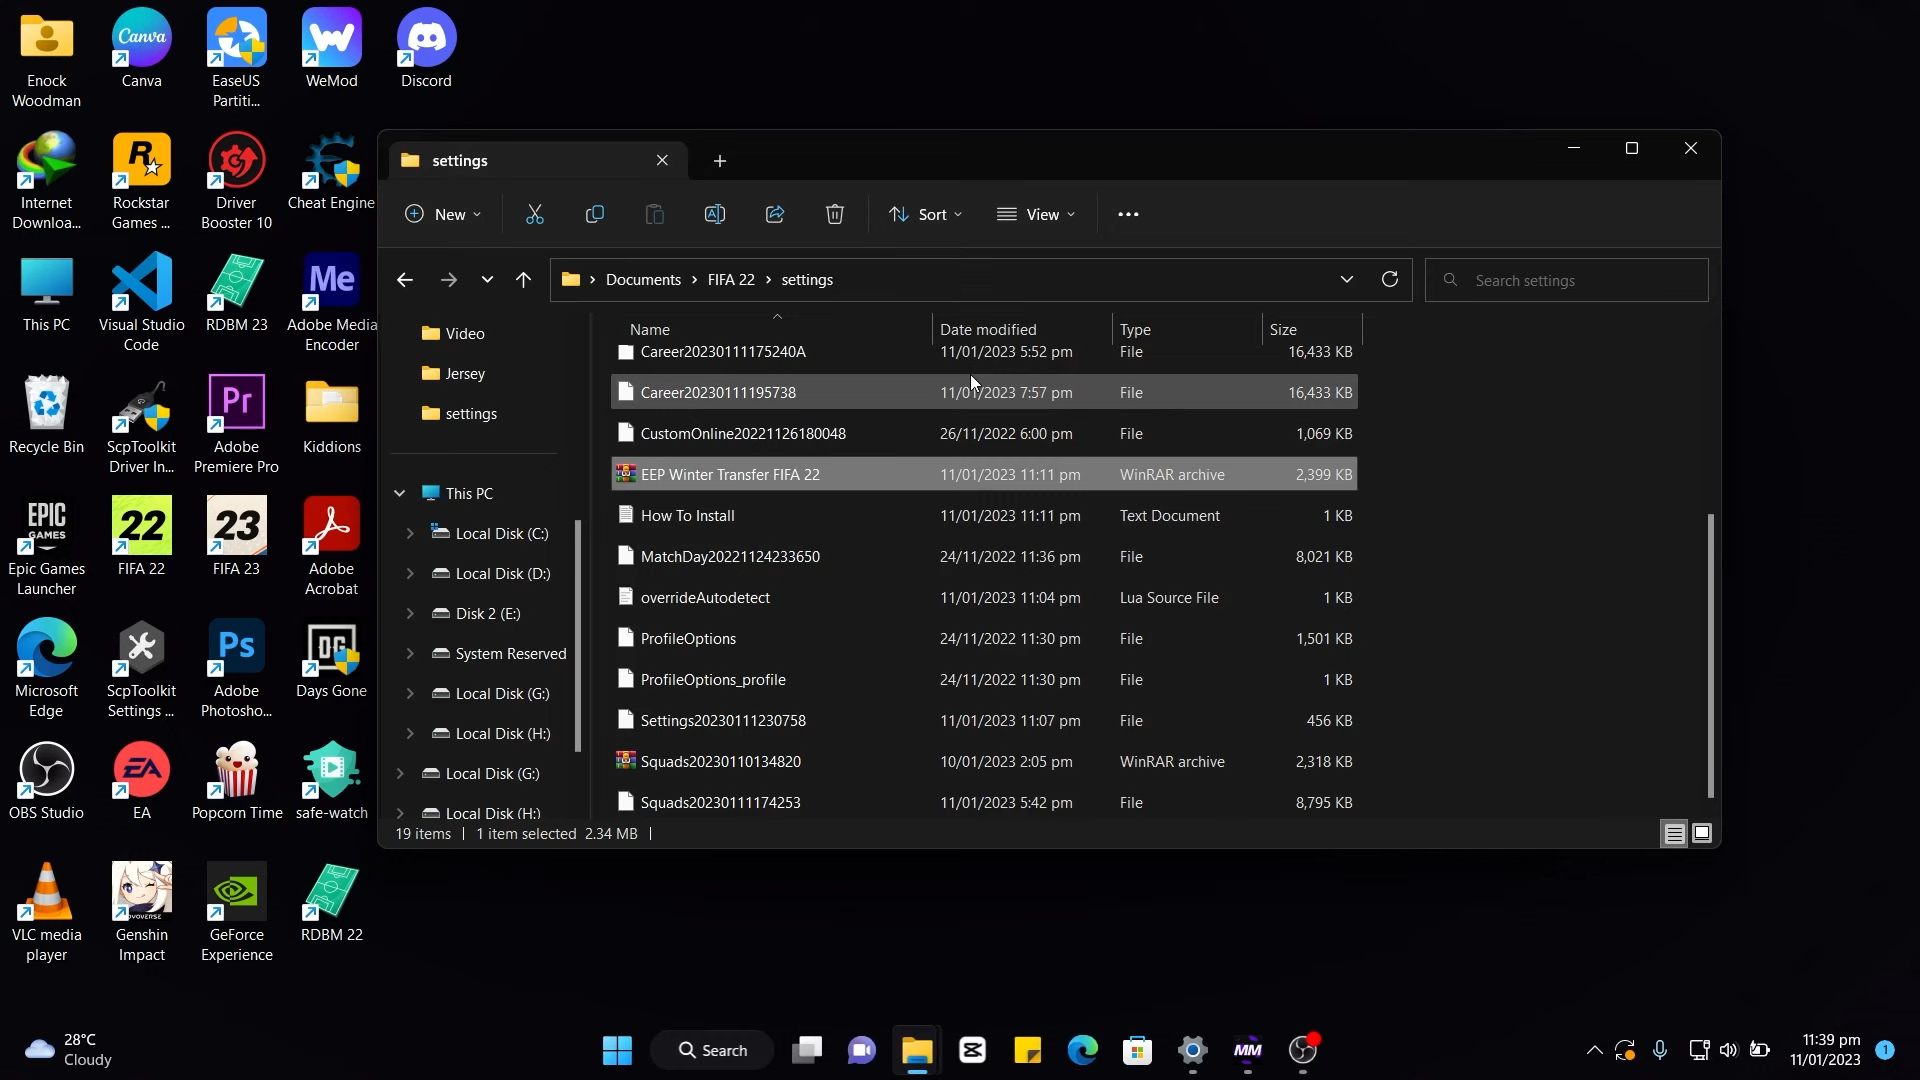 Enock
Woodman
Canva
Canva
EaseUS
Partiti...
WeMod
Discord
Internet
Downloa...
Rockstar
Games ...
Driver
Booster 10
Cheat Engine
This PC
Visual Studio
Code
RDBM 23
Me
Adobe Media
Encoder
Recycle Bin
ScpToolkit
Driver In...
Pr
Adobe
Premiere Pro
Kiddions
EPIC
GAMES
Epic Games
Launcher
22
FIFA 22
23
FIFA 23
Adobe
Acrobat
Microsoft
Edge
ScpToolkit
Settings ...
Ps
Adobe
Photosho...
DG
Days Gone
OBS Studio
EA
EA
Popcorn Time
safe-watch
VLC media
player
Genshin
Impact
GeForce
Experience
RDBM 22
settings
New
Sort
View
Documents > FIFA 22 > settings
Search settings
Video
Jersey
settings
This PC
Local Disk (C:)
Local Disk (D:)
Disk 2 (E:)
System Reserved
Local Disk (G:)
Local Disk (H:)
Local Disk (G:)
Local Disk (H:)
Name Date modified Type Size
Career20230111175240A 11/01/2023 5:52 pm File 16,433 KB
Career20230111195738 11/01/2023 7:57 pm File 16,433 KB
CustomOnline20221126180048 26/11/2022 6:00 pm File 1,069 KB
EEP Winter Transfer FIFA 22 11/01/2023 11:11 pm WinRAR archive 2,399 KB
How To Install 11/01/2023 11:11 pm Text Document 1 KB
MatchDay20221124233650 24/11/2022 11:36 pm File 8,021 KB
overrideAutodetect 11/01/2023 11:04 pm Lua Source File 1 KB
ProfileOptions 24/11/2022 11:30 pm File 1,501 KB
ProfileOptions_profile 24/11/2022 11:30 pm File 1 KB
Settings20230111230758 11/01/2023 11:07 pm File 456 KB
Squads20230110134820 10/01/2023 2:05 pm WinRAR archive 2,318 KB
Squads20230111174253 11/01/2023 5:42 pm File 8,795 KB
19 items 1 item selected 2.34 MB
28°C
Cloudy
Search
MM
11:39 pm
11/01/2023
1